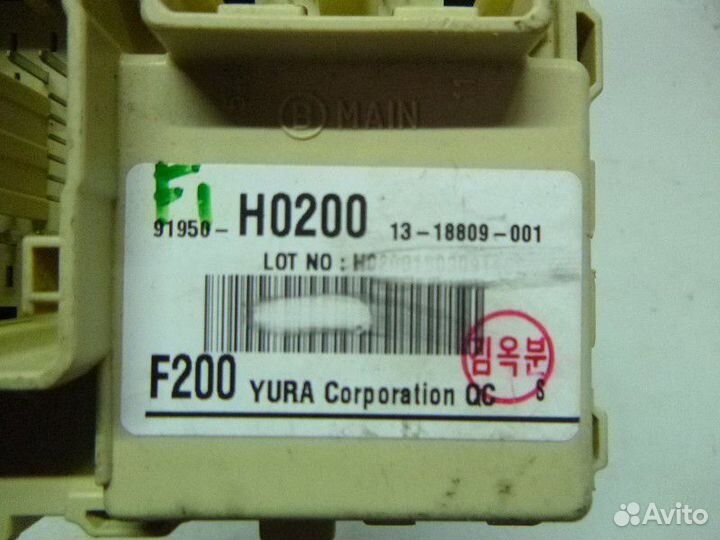 B MAIN
F1
91950- H0200 13-18809-001
LOT NO :
F200 YURA Corporation QC S
김옥분
Avito